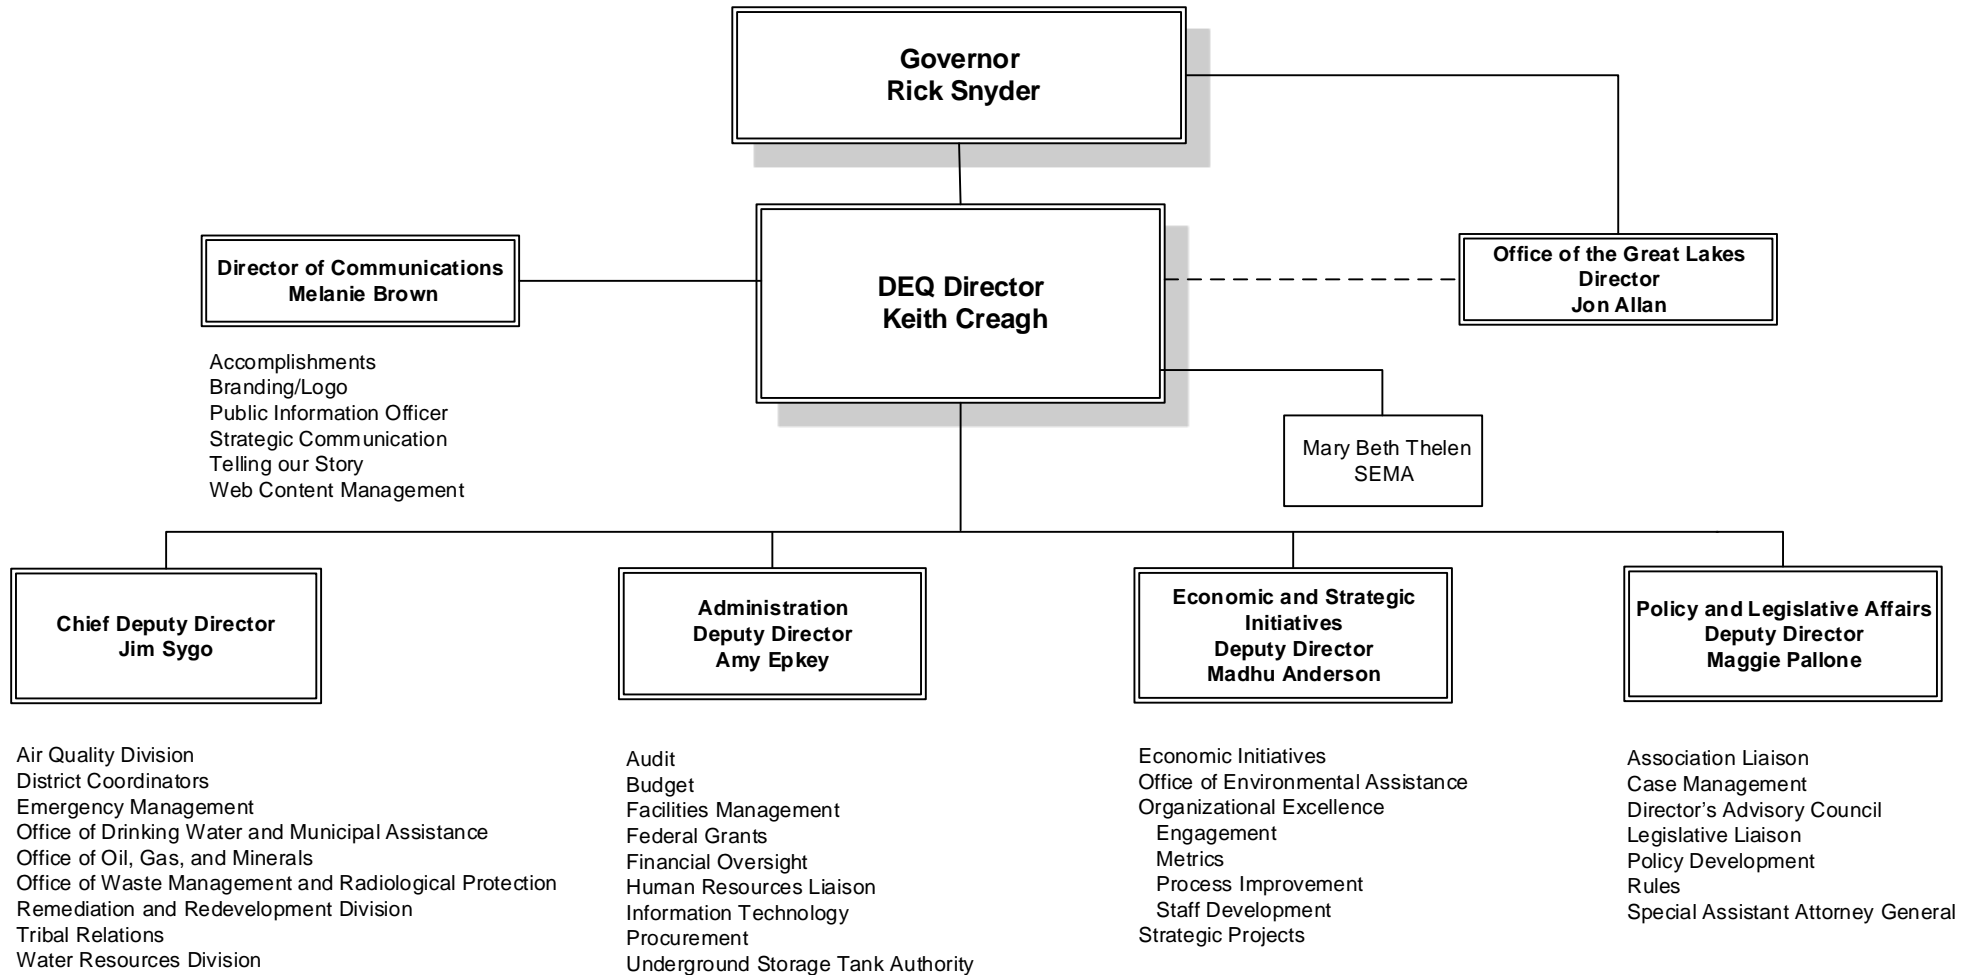 Governor
Rick Snyder
Director of Communications
Melanie Brown
DEQ Director
Keith Creagh
Office of the Great Lakes
Director
Jon Allan
Accomplishments
Branding/Logo
Public Information Officer
Strategic Communication
Telling our Story
Web Content Management
Mary Beth Thelen
SEMA
Chief Deputy Director
Jim Sygo
Administration
Deputy Director
Amy Epkey
Economic and Strategic
Initiatives
Deputy Director
Madhu Anderson
Policy and Legislative Affairs
Deputy Director
Maggie Pallone
Air Quality Division
District Coordinators
Emergency Management
Office of Drinking Water and Municipal Assistance
Office of Oil, Gas, and Minerals
Office of Waste Management and Radiological Protection
Remediation and Redevelopment Division
Tribal Relations
Water Resources Division
Audit
Budget
Facilities Management
Federal Grants
Financial Oversight
Human Resources Liaison
Information Technology
Procurement
Underground Storage Tank Authority
Economic Initiatives
Office of Environmental Assistance
Organizational Excellence
Engagement
Metrics
Process Improvement
Staff Development
Strategic Projects
Association Liaison
Case Management
Director’s Advisory Council
Legislative Liaison
Policy Development
Rules
Special Assistant Attorney General